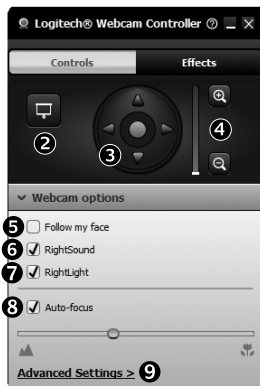 Logitech® Webcam Controller
Controls Effects
2
3
4
Webcam options
5 Follow my face
6 RightSound
7 RightLight
8 Auto-focus
Advanced Settings > 9